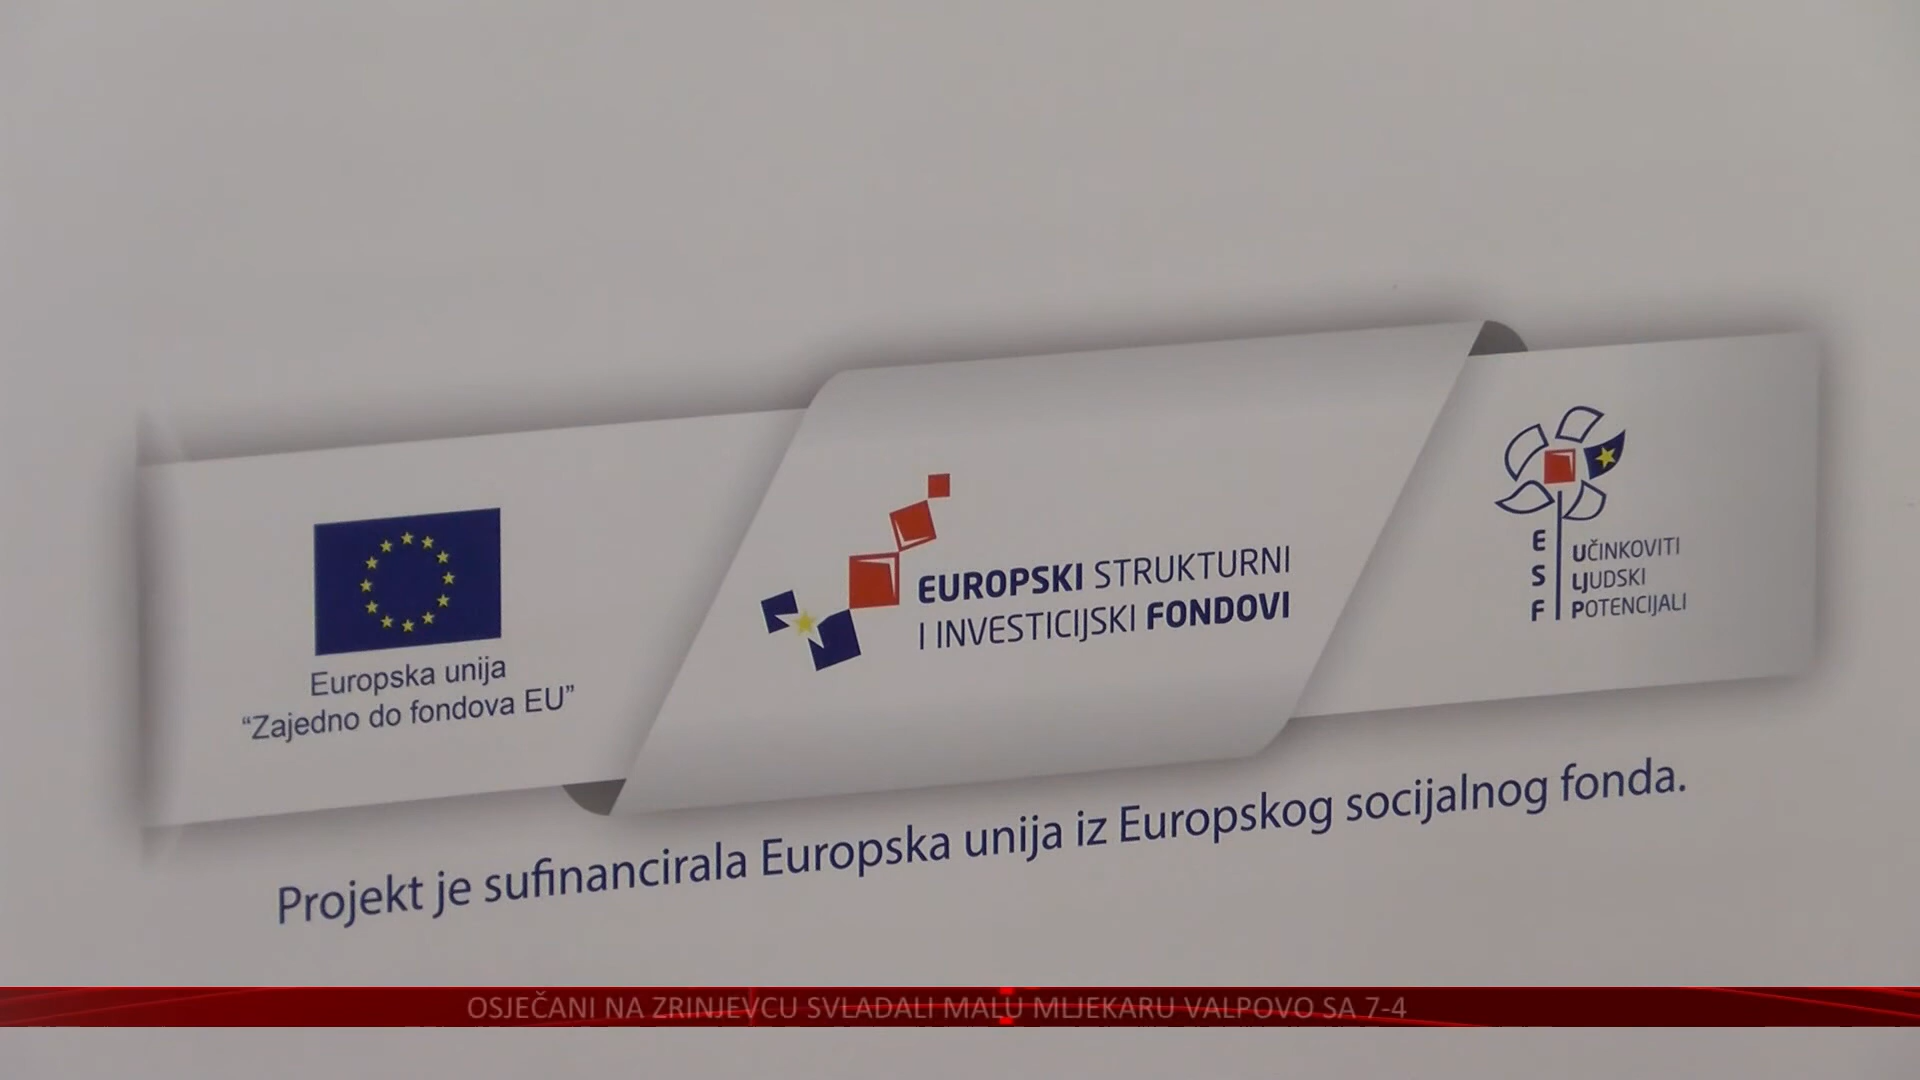 Europska unija
“Zajedno do fondova EU”
EUROPSKI STRUKTURNI
I INVESTICIJSKI FONDOVI
E
S
F
UČINKOVITI
LJUDSKI
POTENCIJALI
Projekt je sufinancirala Europska unija iz Europskog socijalnog fonda.
OSJEČANI NA ZRINJEVCU SVLADALI MALU MLJEKARU VALPOVO SA 7-4